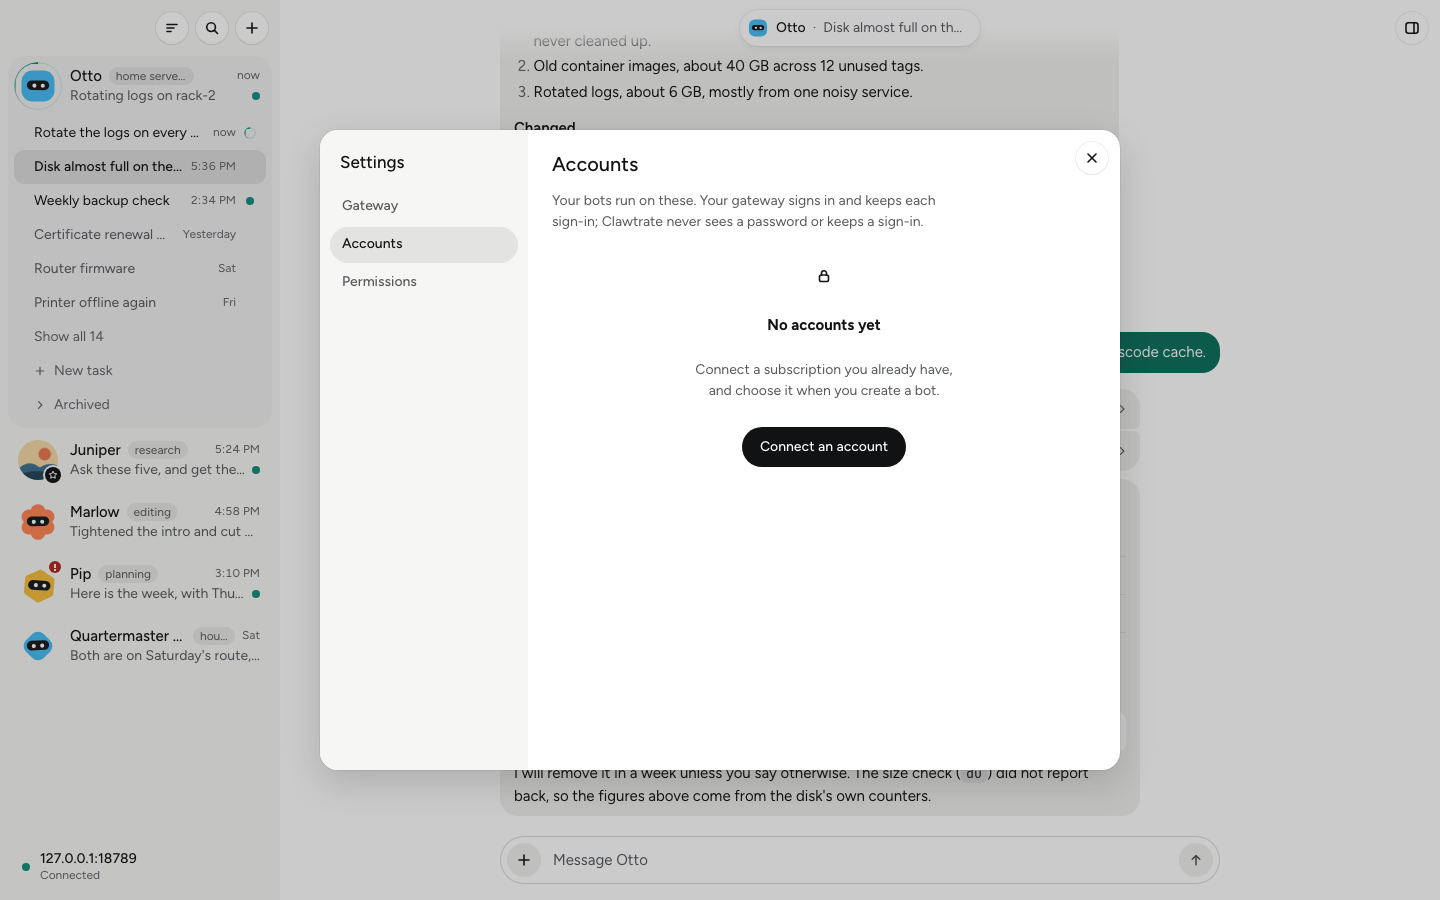 Otto
home serve...
now
Rotating logs on rack-2
Rotate the logs on every ...
now
Disk almost full on the...
5:36 PM
Weekly backup check
2:34 PM
Certificate renewal ...
Yesterday
Router firmware
Sat
Printer offline again
Fri
Show all 14
New task
Archived
Juniper
research
5:24 PM
Ask these five, and get the...
Marlow
editing
4:58 PM
Tightened the intro and cut ...
Pip
planning
3:10 PM
Here is the week, with Thu...
Quartermaster ...
hou...
Sat
Both are on Saturday's route,...
127.0.0.1:18789
Connected
Otto · Disk almost full on th...
never cleaned up.
2. Old container images, about 40 GB across 12 unused tags.
3. Rotated logs, about 6 GB, mostly from one noisy service.
Changed
Settings
Gateway
Accounts
Permissions
Accounts
Your bots run on these. Your gateway signs in and keeps each
sign-in; Clawtrate never sees a password or keeps a sign-in.
No accounts yet
Connect a subscription you already have,
and choose it when you create a bot.
Connect an account
scode cache.
I will remove it in a week unless you say otherwise. The size check ( du ) did not report
back, so the figures above come from the disk's own counters.
Message Otto